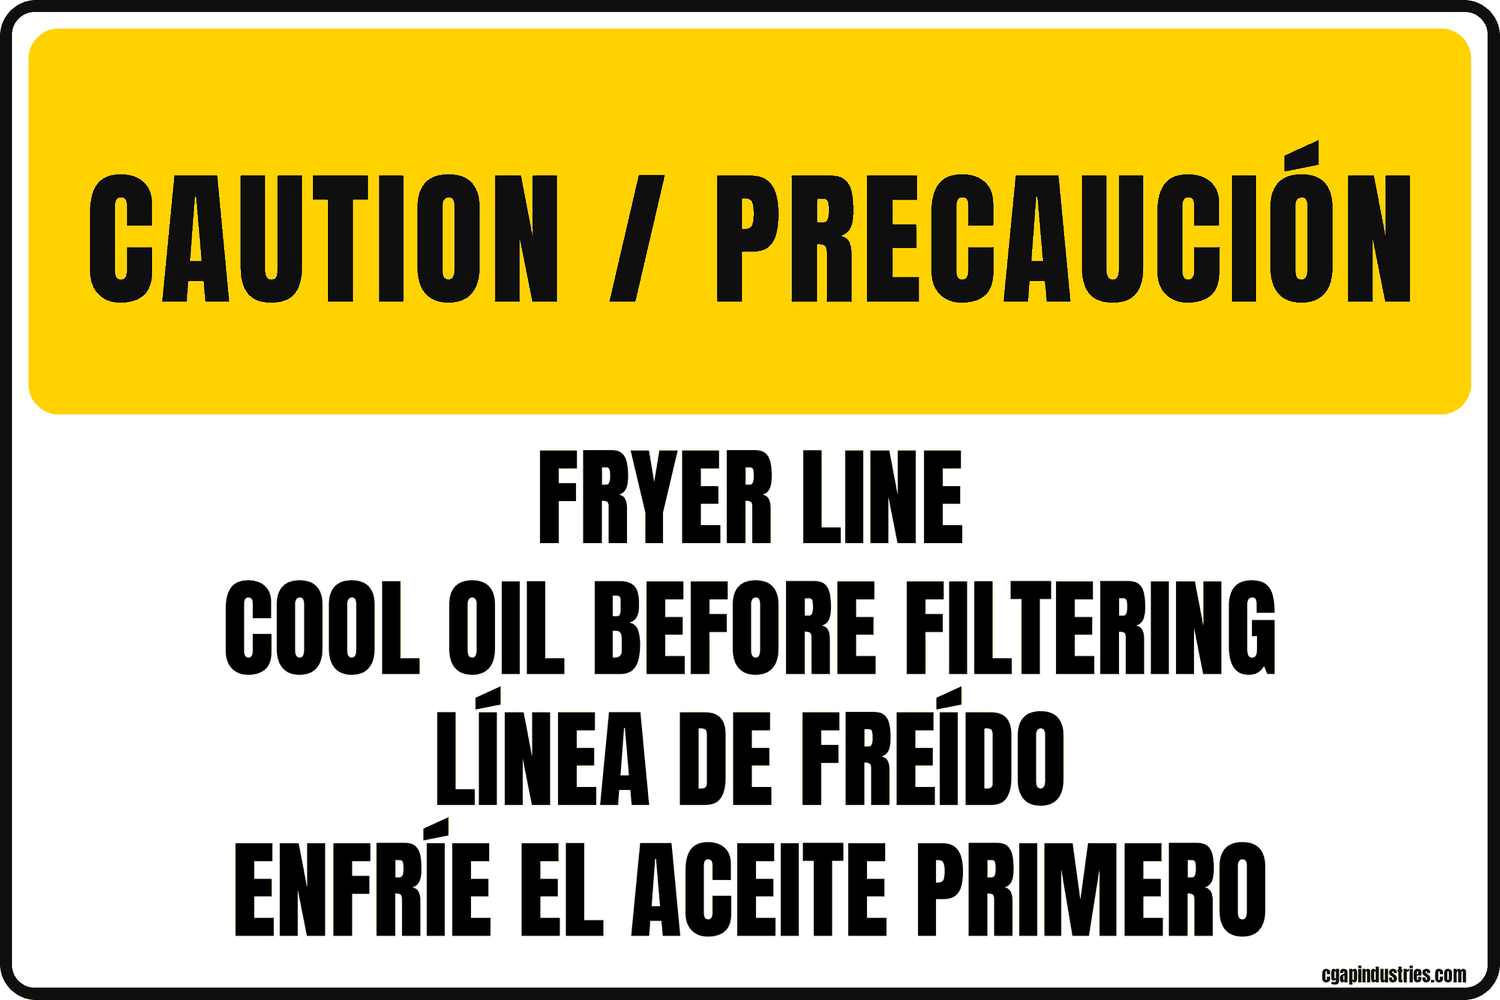 CAUTION / PRECAUCIÓN
FRYER LINE
COOL OIL BEFORE FILTERING
LÍNEA DE FREÍDO
ENFRÍE EL ACEITE PRIMERO
cgapindustries.com